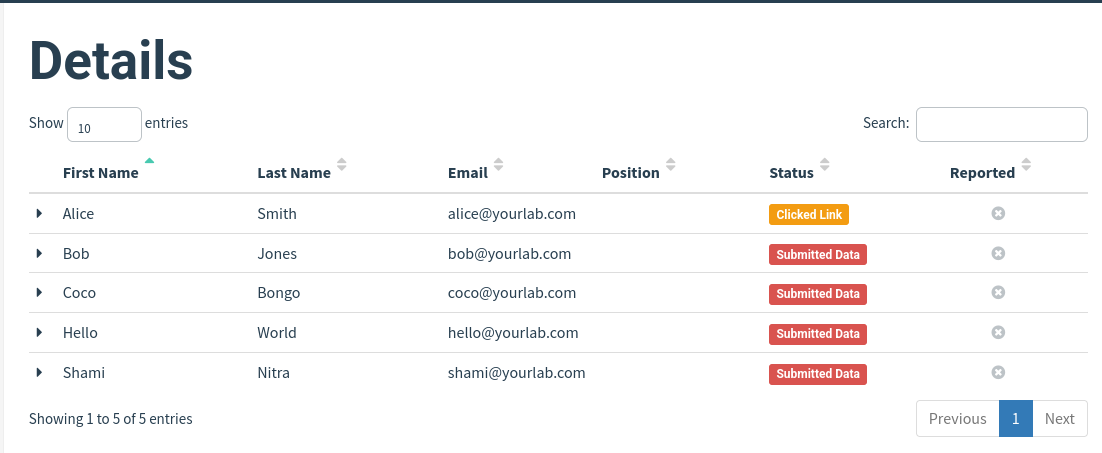 Details
Show 10 entries Search:
First Name Last Name Email Position Status Reported
Alice Smith alice@yourlab.com Clicked Link
Bob Jones bob@yourlab.com Submitted Data
Coco Bongo coco@yourlab.com Submitted Data
Hello World hello@yourlab.com Submitted Data
Shami Nitra shami@yourlab.com Submitted Data
Showing 1 to 5 of 5 entries Previous 1 Next